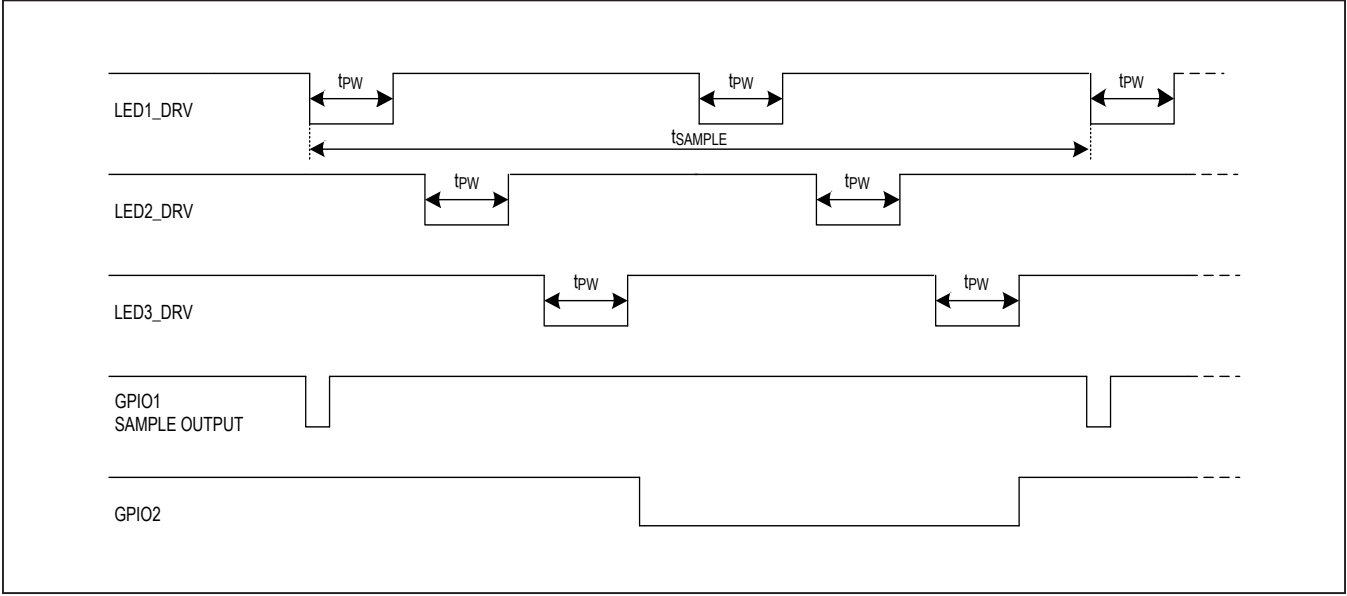 tPW tPW tPW
LED1_DRV
tSAMPLE
tPW tPW
LED2_DRV
tPW tPW
LED3_DRV
GPIO1
SAMPLE OUTPUT
GPIO2